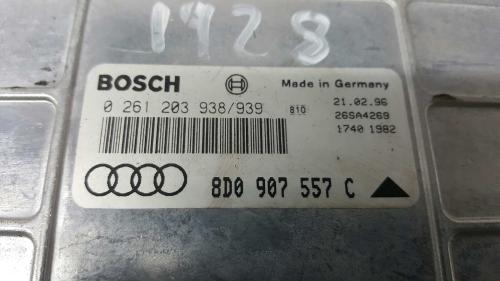 1928
BOSCH Made in Germany
0 261 203 938/939 810 21.02.96
26SA4269
1740 1982
8D0 907 557 C